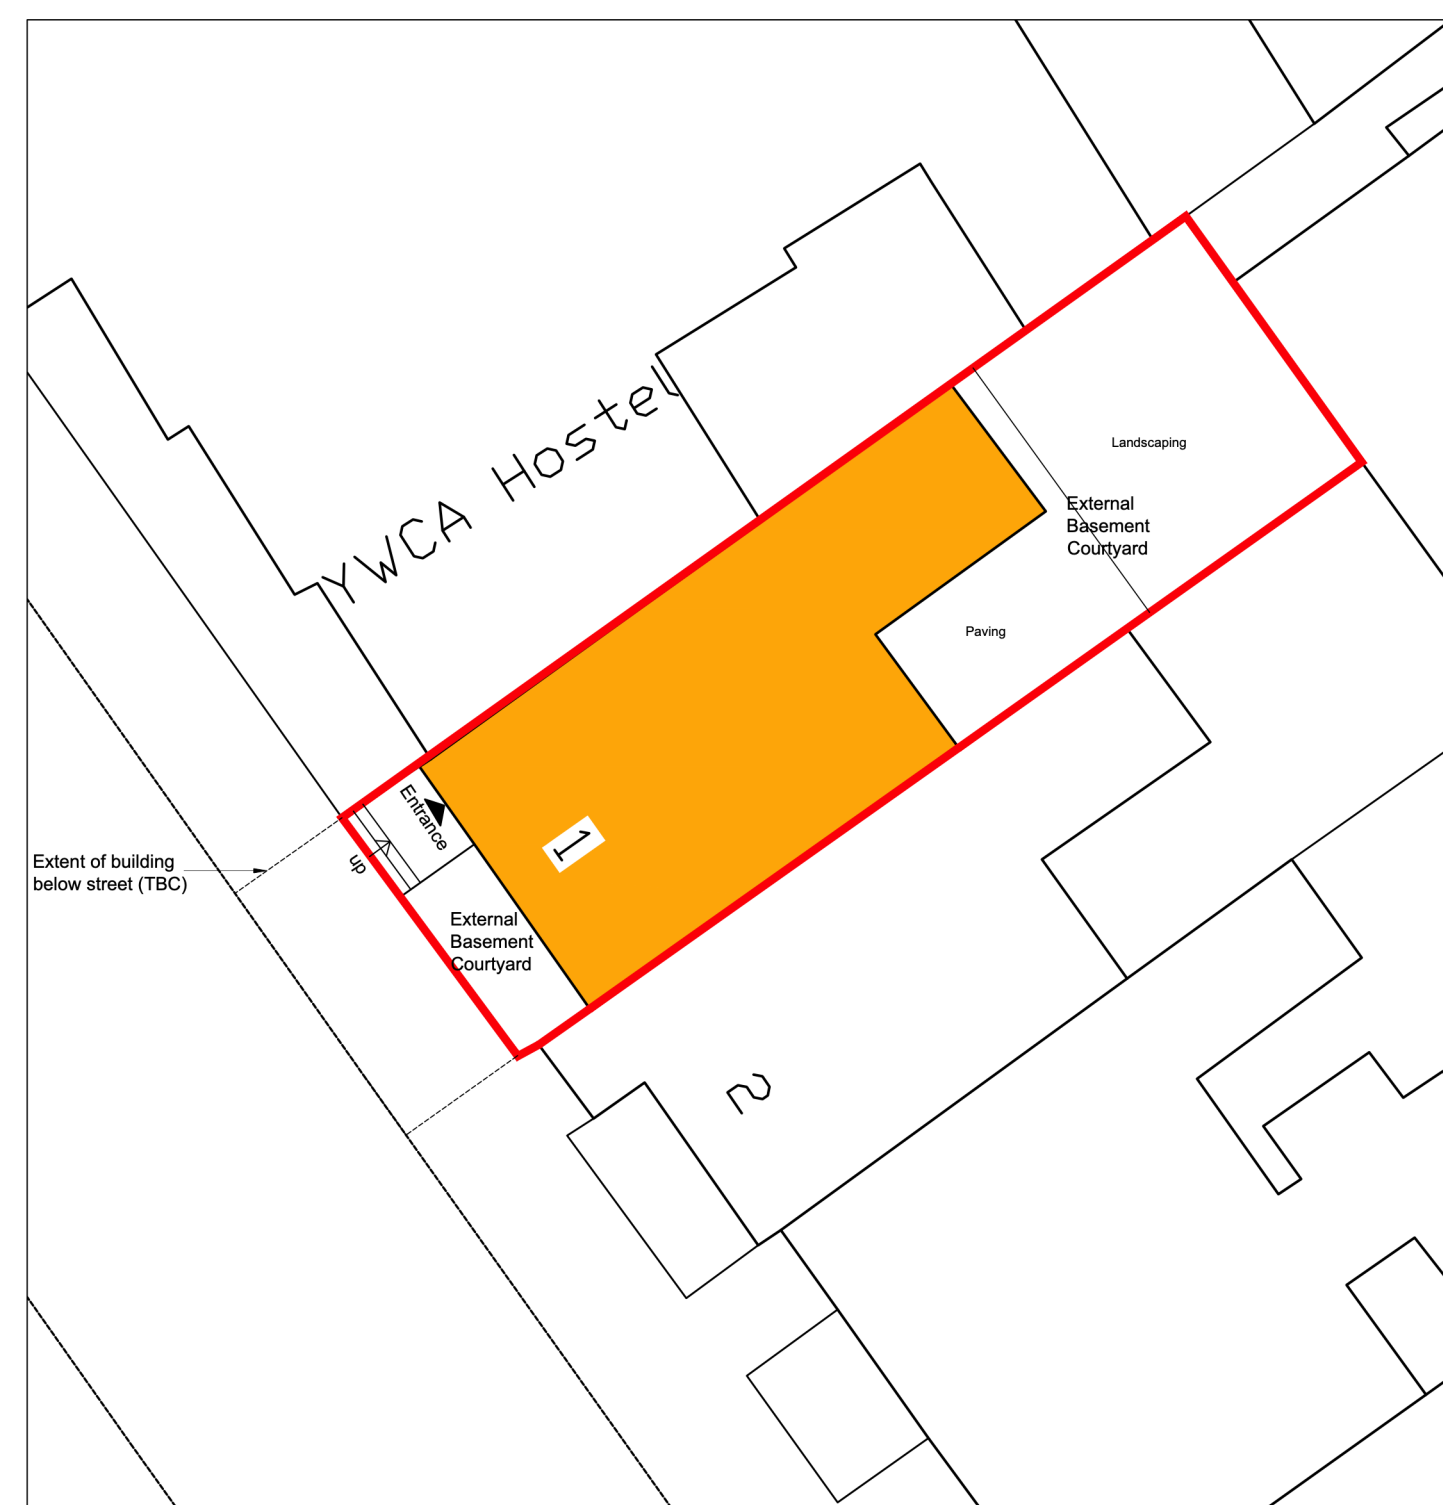 YWCA Hostel
Landscaping
External
Basement
Courtyard
Paving
Entrance
up
1
Extent of building
below street (TBC)
External
Basement
Courtyard
2